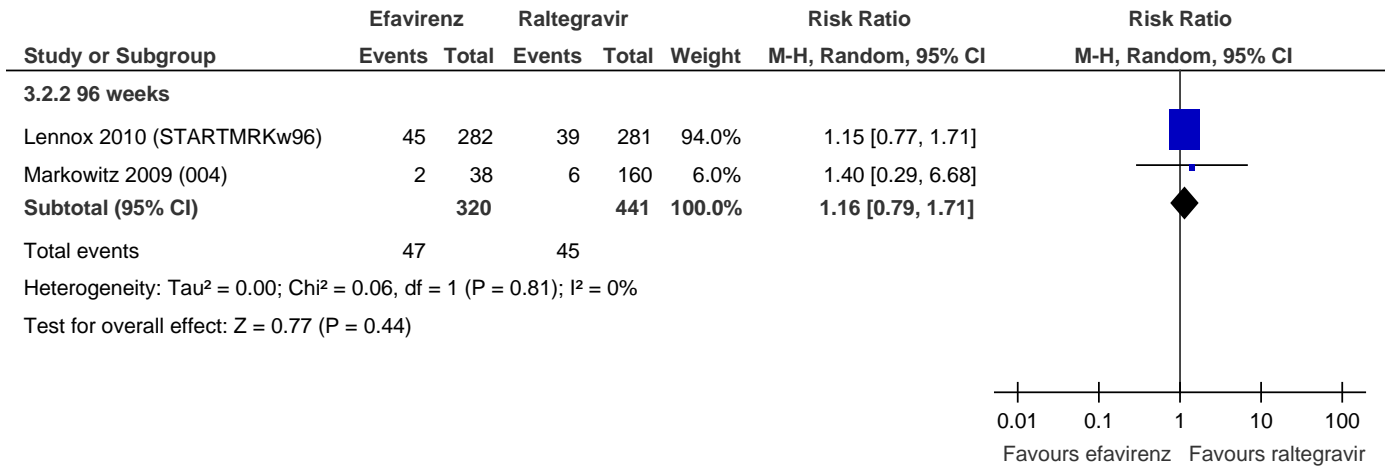 Efavirenz Raltegravir Risk Ratio Risk Ratio
Study or Subgroup Events Total Events Total Weight M-H, Random, 95% CI M-H, Random, 95% CI
3.2.2 96 weeks
Lennox 2010 (STARTMRKw96) 45 282 39 281 94.0% 1.15 [0.77, 1.71]
Markowitz 2009 (004) 2 38 6 160 6.0% 1.40 [0.29, 6.68]
Subtotal (95% CI) 320 441 100.0% 1.16 [0.79, 1.71]
Total events 47 45
Heterogeneity: Tau² = 0.00; Chi² = 0.06, df = 1 (P = 0.81); I² = 0%
Test for overall effect: Z = 0.77 (P = 0.44)
0.01 0.1 1 10 100
Favours efavirenz Favours raltegravir